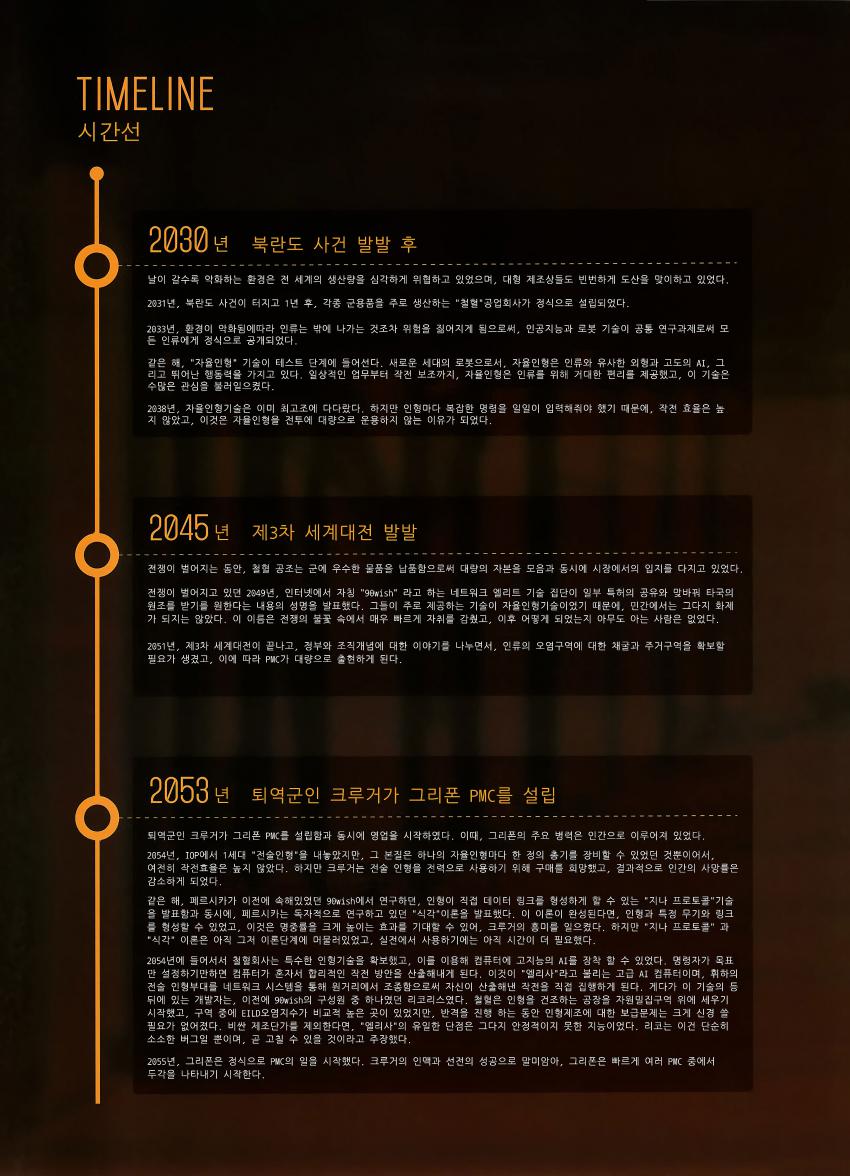 TIMELINE
시간선
2030년 북란도 사건 발발 후
날이 갈수록 악화하는 환경은 전 세계의 생산량을 심각하게 위협하고 있었으며, 대형 제조상들도 빈번하게 도산을 맞이하고 있었다.
2031년, 북란도 사건이 터지고 1년 후, 각종 군용품을 주로 생산하는 "철혈"공업회사가 정식으로 설립되었다.
2033년, 환경이 악화됨에따라 인류는 밖에 나가는 것조차 위험을 짊어지게 됨으로써, 인공지능과 로봇 기술이 공통 연구과제로써 모
든 인류에게 정식으로 공개되었다.
같은 해, "자율인형" 기술이 테스트 단계에 들어선다. 새로운 세대의 로봇으로서, 자율인형은 인류와 유사한 외형과 고도의 AI, 그
리고 뛰어난 행동력을 가지고 있다. 일상적인 업무부터 작전 보조까지, 자율인형은 인류를 위해 거대한 편리를 제공했고, 이 기술은
수많은 관심을 불러일으켰다.
2038년, 자율인형기술은 이미 최고조에 다다랐다. 하지만 인형마다 복잡한 명령을 일일이 입력해줘야 했기 때문에, 작전 효율은 높
지 않았고, 이것은 자율인형을 전투에 대량으로 운용하지 않는 이유가 되었다.
2045년 제3차 세계대전 발발
전쟁이 벌어지는 동안, 철혈 공조는 군에 우수한 물품을 납품함으로써 대량의 자본을 모음과 동시에 시장에서의 입지를 다지고 있었다.
전쟁이 벌어지고 있던 2049년, 인터넷에서 자칭 "90wish" 라고 하는 네트워크 엘리트 기술 집단이 일부 특허의 공유와 맞바꿔 타국의
원조를 받기를 원한다는 내용의 성명을 발표했다. 그들이 주로 제공하는 기술이 자율인형기술이었기 때문에, 민간에서는 그다지 화제
가 되지는 않았다. 이 이름은 전쟁의 불꽃 속에서 매우 빠르게 자취를 감췄고, 이후 어떻게 되었는지 아무도 아는 사람은 없었다.
2051년, 제3차 세계대전이 끝나고, 정부와 조직개념에 대한 이야기를 나누면서, 인류의 오염구역에 대한 채굴과 주거구역을 확보할
필요가 생겼고, 이에 따라 PMC가 대량으로 출현하게 된다.
2053년 퇴역군인 크루거가 그리폰 PMC를 설립
퇴역군인 크루거가 그리폰 PMC를 설립함과 동시에 영업을 시작하였다. 이때, 그리폰의 주요 병력은 인간으로 이루어져 있었다.
2054년, IOP에서 1세대 "전술인형"을 내놓았지만, 그 본질은 하나의 자율인형마다 한 정의 총기를 장비할 수 있었던 것뿐이어서,
여전히 작전효율은 높지 않았다. 하지만 크루거는 전술 인형을 전력으로 사용하기 위해 구매를 희망했고, 결과적으로 인간의 사망률은
감소하게 되었다.
같은 해, 페르시카가 이전에 속해있었던 90wish에서 연구하던, 인형이 직접 데이터 링크를 형성하게 할 수 있는 "지나 프로토콜"기술
을 발표함과 동시에, 페르시카는 독자적으로 연구하고 있던 "식각"이론을 발표했다. 이 이론이 완성된다면, 인형과 특정 무기와 링크
를 형성할 수 있었고, 이것은 명중률을 크게 높이는 효과를 기대할 수 있어, 크루거의 흥미를 일으켰다. 하지만 "지나 프로토콜" 과
"식각" 이론은 아직 그저 이론단계에 머물러있었고, 실전에서 사용하기에는 아직 시간이 더 필요했다.
2054년에 들어서서 철혈회사는 특수한 인형기술을 확보했고, 이를 이용해 컴퓨터에 고지능의 AI를 장착 할 수 있었다. 명령자가 목표
만 설정하기만하면 컴퓨터가 혼자서 합리적인 작전 방안을 산출해내게 된다. 이것이 "엘리사"라고 불리는 고급 AI 컴퓨터이며, 휘하의
전술 인형부대를 네트워크 시스템을 통해 원거리에서 조종함으로써 자신이 산출해낸 작전을 직접 집행하게 된다. 게다가 이 기술의 등
뒤에 있는 개발자는, 이전에 90wish의 구성원 중 하나였던 리코리스였다. 철혈은 인형을 건조하는 공장을 자원밀집구역 위에 세우기
시작했고, 구역 중에 EILD오염지수가 비교적 높은 곳이 있었지만, 반격을 진행 하는 동안 인형제조에 대한 보급문제는 크게 신경 쓸
필요가 없어졌다. 비싼 제조단가를 제외한다면, "엘리사"의 유일한 단점은 그다지 안정적이지 못한 지능이었다. 리코는 이건 단순히
소소한 버그일 뿐이며, 곧 고칠 수 있을 것이라고 주장했다.
2055년, 그리폰은 정식으로 PMC의 일을 시작했다. 크루거의 인맥과 선전의 성공으로 말미암아, 그리폰은 빠르게 여러 PMC 중에서
두각을 나타내기 시작한다.